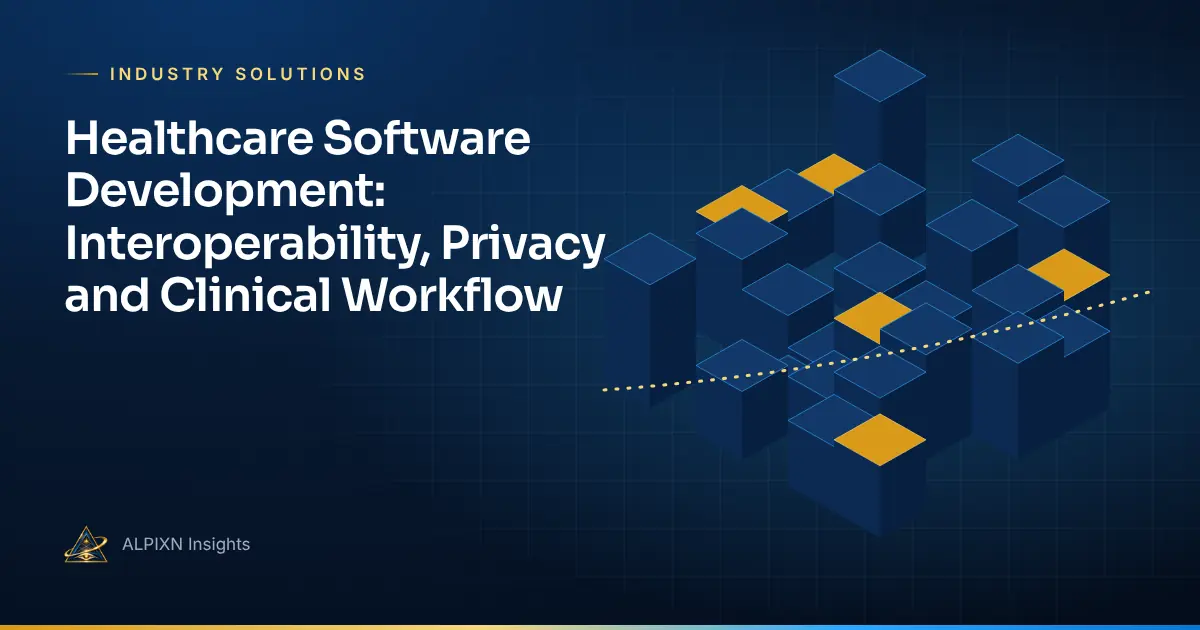 INDUSTRY SOLUTIONS
Healthcare Software
Development:
Interoperability, Privacy
and Clinical Workflow
ALPIXN Insights